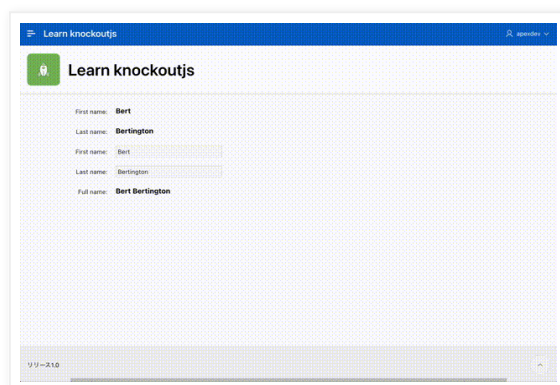 Learn knockoutjs
apexdev
Learn knockoutjs
First name: Bert
Last name: Bertington
First name: Bert
Last name: Bertington
Full name: Bert Bertington
リリース1.0